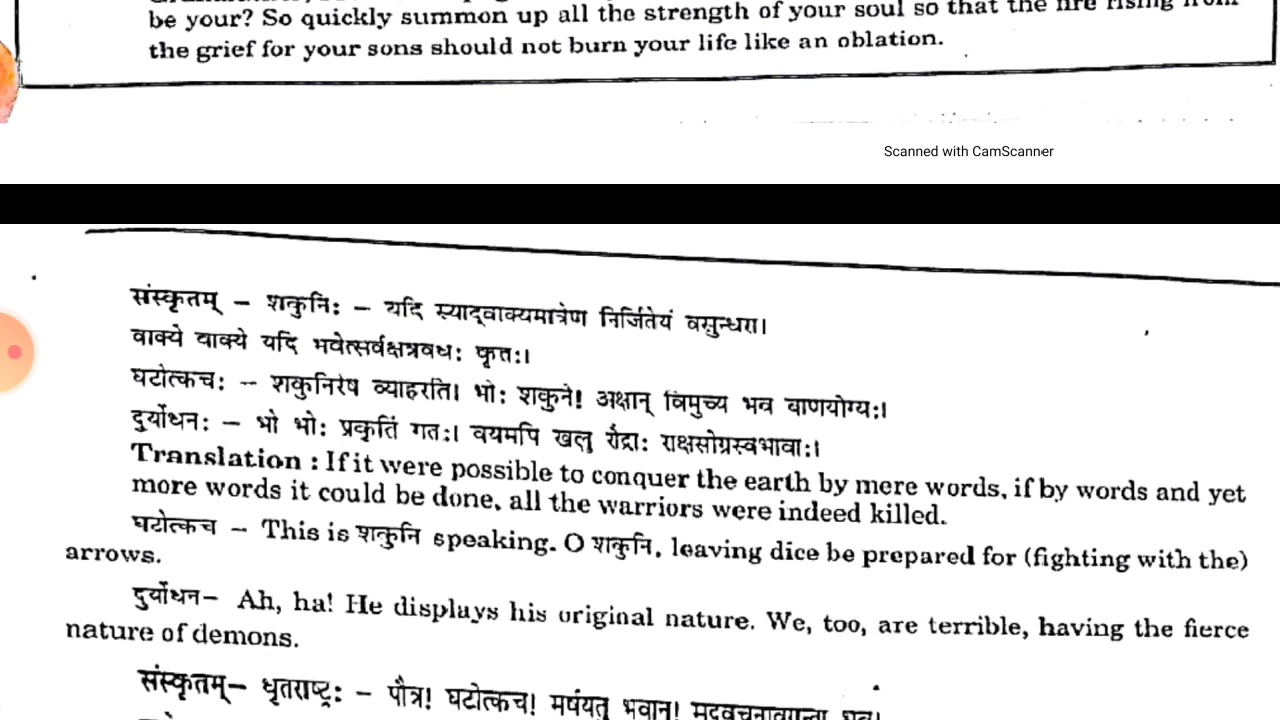 be your? So quickly summon up all the strength of your soul so that the fire rising from
the grief for your sons should not burn your life like an oblation.
Scanned with CamScanner
संस्कृतम् – शकुनिः – यदि स्याद्वाक्यमात्रेण निर्जितेयं वसुन्धरा।
वाक्ये वाक्ये यदि भवेत्सर्वक्षत्रवधः कृतः।
घटोत्कचः – शकुनिरेष व्याहरति। भोः शकुने! अक्षान् विमुच्य भव बाणयोग्यः।
दुर्योधनः – भो भोः प्रकृतिं गतः। वयमपि खलु रौद्राः राक्षसोग्रस्वभावाः।
Translation : If it were possible to conquer the earth by mere words, if by words and yet
more words it could be done, all the warriors were indeed killed.
घटोत्कच – This is शकुनि speaking. O शकुनि, leaving dice be prepared for (fighting with the)
arrows.
दुर्योधन– Ah, ha! He displays his original nature. We, too, are terrible, having the fierce
nature of demons.
संस्कृतम्– धृतराष्ट्रः – पौत्र! घटोत्कच! मर्षयतु भवान्!